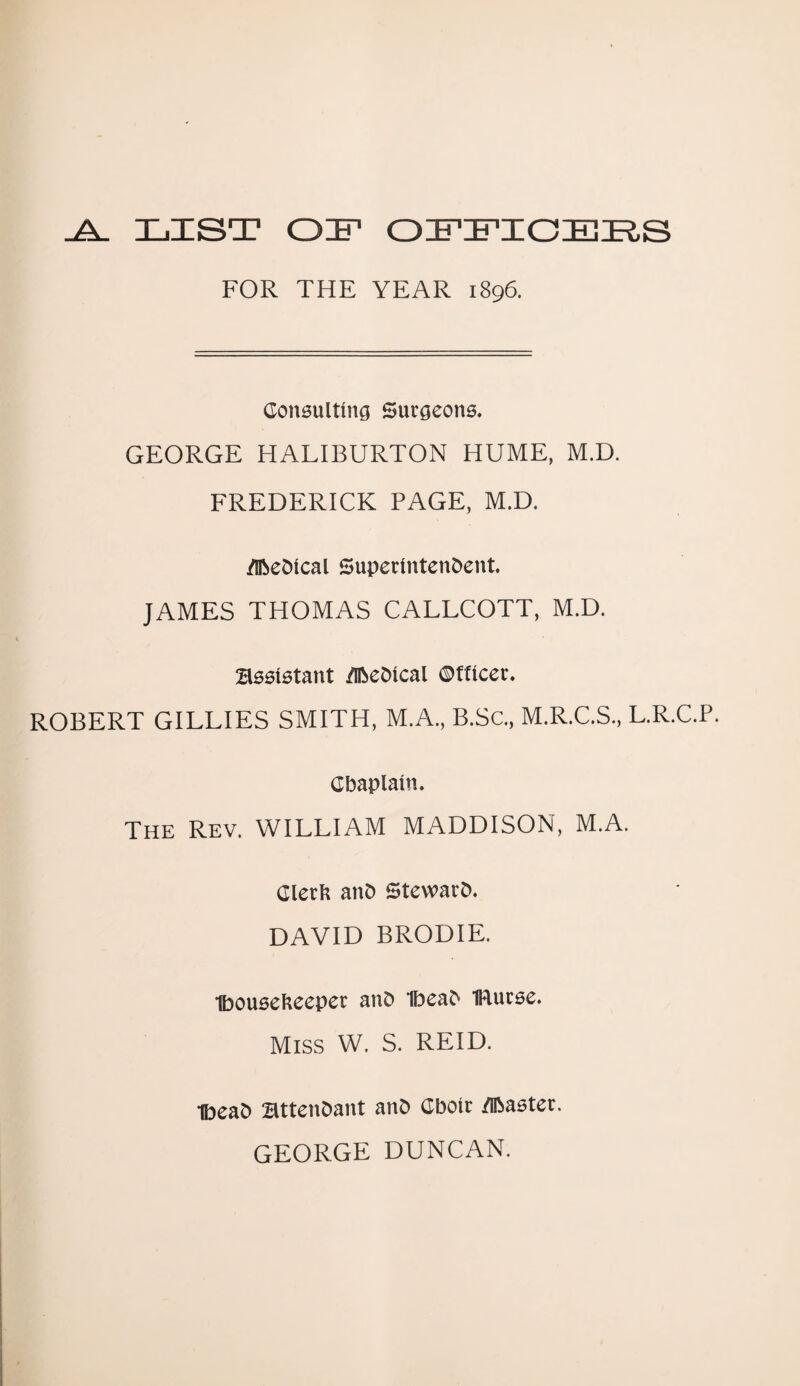 A LIST OF OFFICERS
FOR THE YEAR 1896.
Consulting Surgeons.
GEORGE HALIBURTON HUME, M.D.
FREDERICK PAGE, M.D.
Medical Superintendent.
JAMES THOMAS CALLCOTT, M.D.
Assistant Medical Officer.
ROBERT GILLIES SMITH, M.A., B.Sc., M.R.C.S., L.R.C.P.
Chaplain.
THE REV. WILLIAM MADDISON, M.A.
Clerk and Steward.
DAVID BRODIE.
Housekeeper and Head Nurse.
MISS W. S. REID.
Head Attendant and Choir Master.
GEORGE DUNCAN.